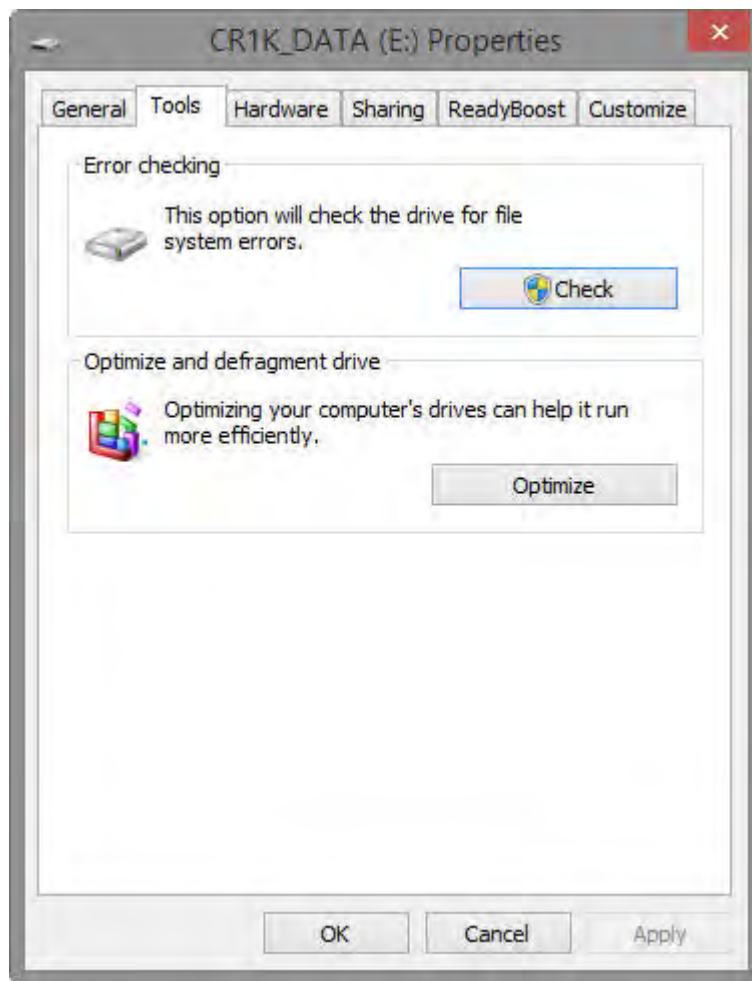 CR1K_DATA (E:) Properties
General Tools Hardware Sharing ReadyBoost Customize
Error checking
This option will check the drive for file
system errors.
Check
Optimize and defragment drive
Optimizing your computer's drives can help it run
more efficiently.
Optimize
OK Cancel Apply